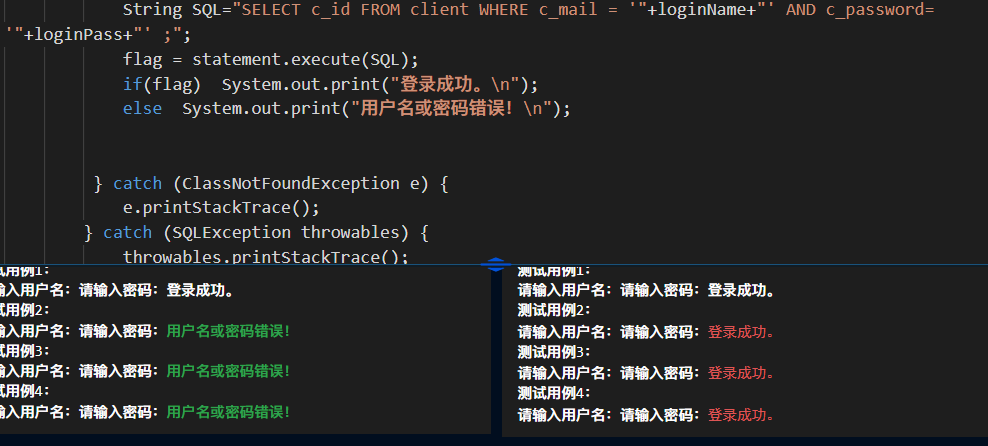 String SQL="SELECT c_id FROM client WHERE c_mail = '"+loginName+"' AND c_password=
'"+loginPass+"' ;";
flag = statement.execute(SQL);
if(flag)  System.out.print("登录成功。\n");
else  System.out.print("用户名或密码错误！\n");
} catch (ClassNotFoundException e) {
e.printStackTrace();
} catch (SQLException throwables) {
throwables.printStackTrace();
试用例1：
输入用户名：请输入密码：登录成功。
试用例2：
输入用户名：请输入密码：用户名或密码错误！
试用例3：
输入用户名：请输入密码：用户名或密码错误！
试用例4：
输入用户名：请输入密码：用户名或密码错误！
测试用例1：
请输入用户名：请输入密码：登录成功。
测试用例2：
请输入用户名：请输入密码：登录成功。
测试用例3：
请输入用户名：请输入密码：登录成功。
测试用例4：
请输入用户名：请输入密码：登录成功。